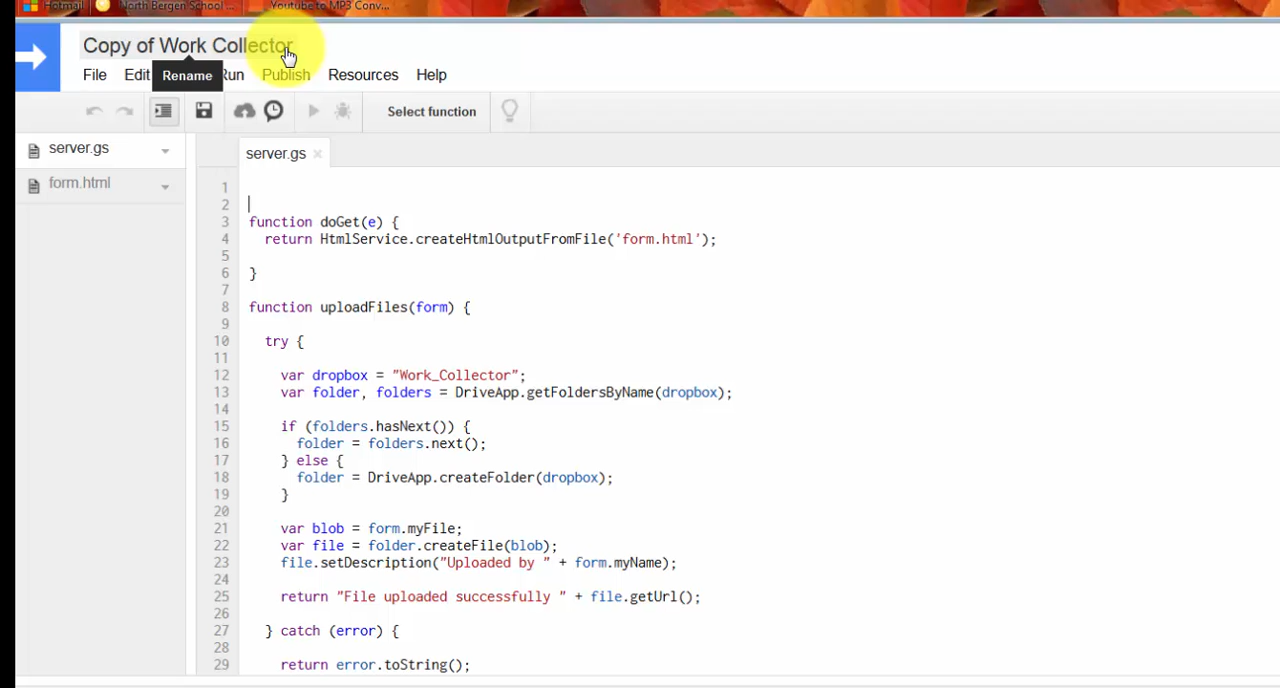 Hotmail North Bergen School ... Youtube to MP3 Conv...
Copy of Work Collector
File Edit Run Publish Resources Help
Rename
Select function
server.gs
form.html
server.gs
1
2
3 function doGet(e) {
4 return HtmlService.createHtmlOutputFromFile('form.html');
5
6 }
7
8 function uploadFiles(form) {
9
10 try {
11
12 var dropbox = "Work_Collector";
13 var folder, folders = DriveApp.getFoldersByName(dropbox);
14
15 if (folders.hasNext()) {
16 folder = folders.next();
17 } else {
18 folder = DriveApp.createFolder(dropbox);
19 }
20
21 var blob = form.myFile;
22 var file = folder.createFile(blob);
23 file.setDescription("Uploaded by " + form.myName);
24
25 return "File uploaded successfully " + file.getUrl();
26
27 } catch (error) {
28
29 return error.toString();